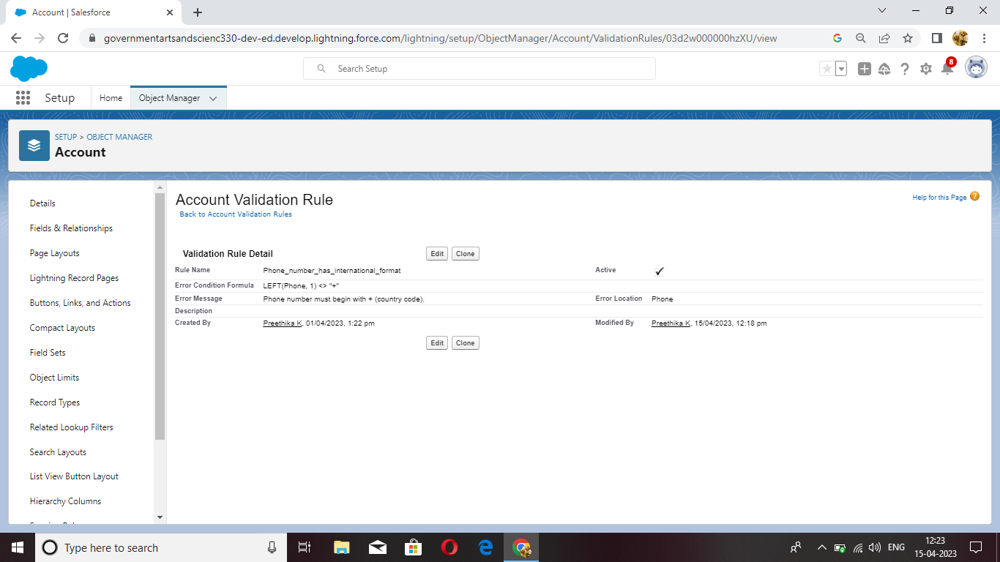 Account | Salesforce
governmentartsandscienc330-dev-ed.develop.lightning.force.com/lightning/setup/ObjectManager/Account/ValidationRules/03d2w000000hzXU/view
Search Setup
8
Setup
Home
Object Manager
SETUP > OBJECT MANAGER
Account
Details
Fields & Relationships
Page Layouts
Lightning Record Pages
Buttons, Links, and Actions
Compact Layouts
Field Sets
Object Limits
Record Types
Related Lookup Filters
Search Layouts
List View Button Layout
Hierarchy Columns
Account Validation Rule
Back to Account Validation Rules
Help for this Page ?
Validation Rule Detail Edit Clone
Rule Name Phone_number_has_international_format Active
Error Condition Formula LEFT(Phone, 1) <> "+"
Error Message Phone number must begin with + (country code). Error Location Phone
Description
Created By Preethika K, 01/04/2023, 1:22 pm Modified By Preethika K, 15/04/2023, 12:18 pm
Edit Clone
Type here to search
ENG
12:23
15-04-2023